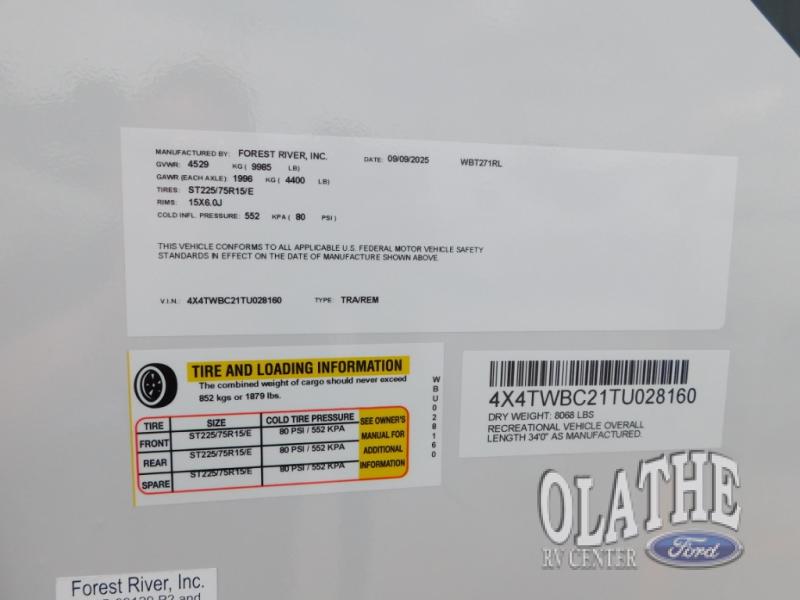 MANUFACTURED BY: FOREST RIVER, INC. DATE: 09/09/2025 WBT271RL
GVWR: 4529 KG ( 9985 LB)
GAWR (EACH AXLE): 1996 KG ( 4400 LB)
TIRES: ST225/75R15/E
RIMS: 15X6.0J
COLD INFL. PRESSURE: 552 KPA ( 80 PSI)
THIS VEHICLE CONFORMS TO ALL APPLICABLE U.S. FEDERAL MOTOR VEHICLE SAFETY
STANDARDS IN EFFECT ON THE DATE OF MANUFACTURE SHOWN ABOVE.
V.I.N.: 4X4TWBC21TU028160 TYPE: TRA/REM
TIRE AND LOADING INFORMATION
The combined weight of cargo should never exceed
852 kgs or 1879 lbs.
TIRE SIZE COLD TIRE PRESSURE
FRONT ST225/75R15/E 80 PSI / 552 KPA
REAR ST225/75R15/E 80 PSI / 552 KPA
SPARE ST225/75R15/E 80 PSI / 552 KPA
SEE OWNER'S
MANUAL FOR
ADDITIONAL
INFORMATION
WBU028160
4X4TWBC21TU028160
DRY WEIGHT: 8068 LBS
RECREATIONAL VEHICLE OVERALL
LENGTH 34'0" AS MANUFACTURED.
OLATHE
RV CENTER
Ford
Forest River, Inc.
and